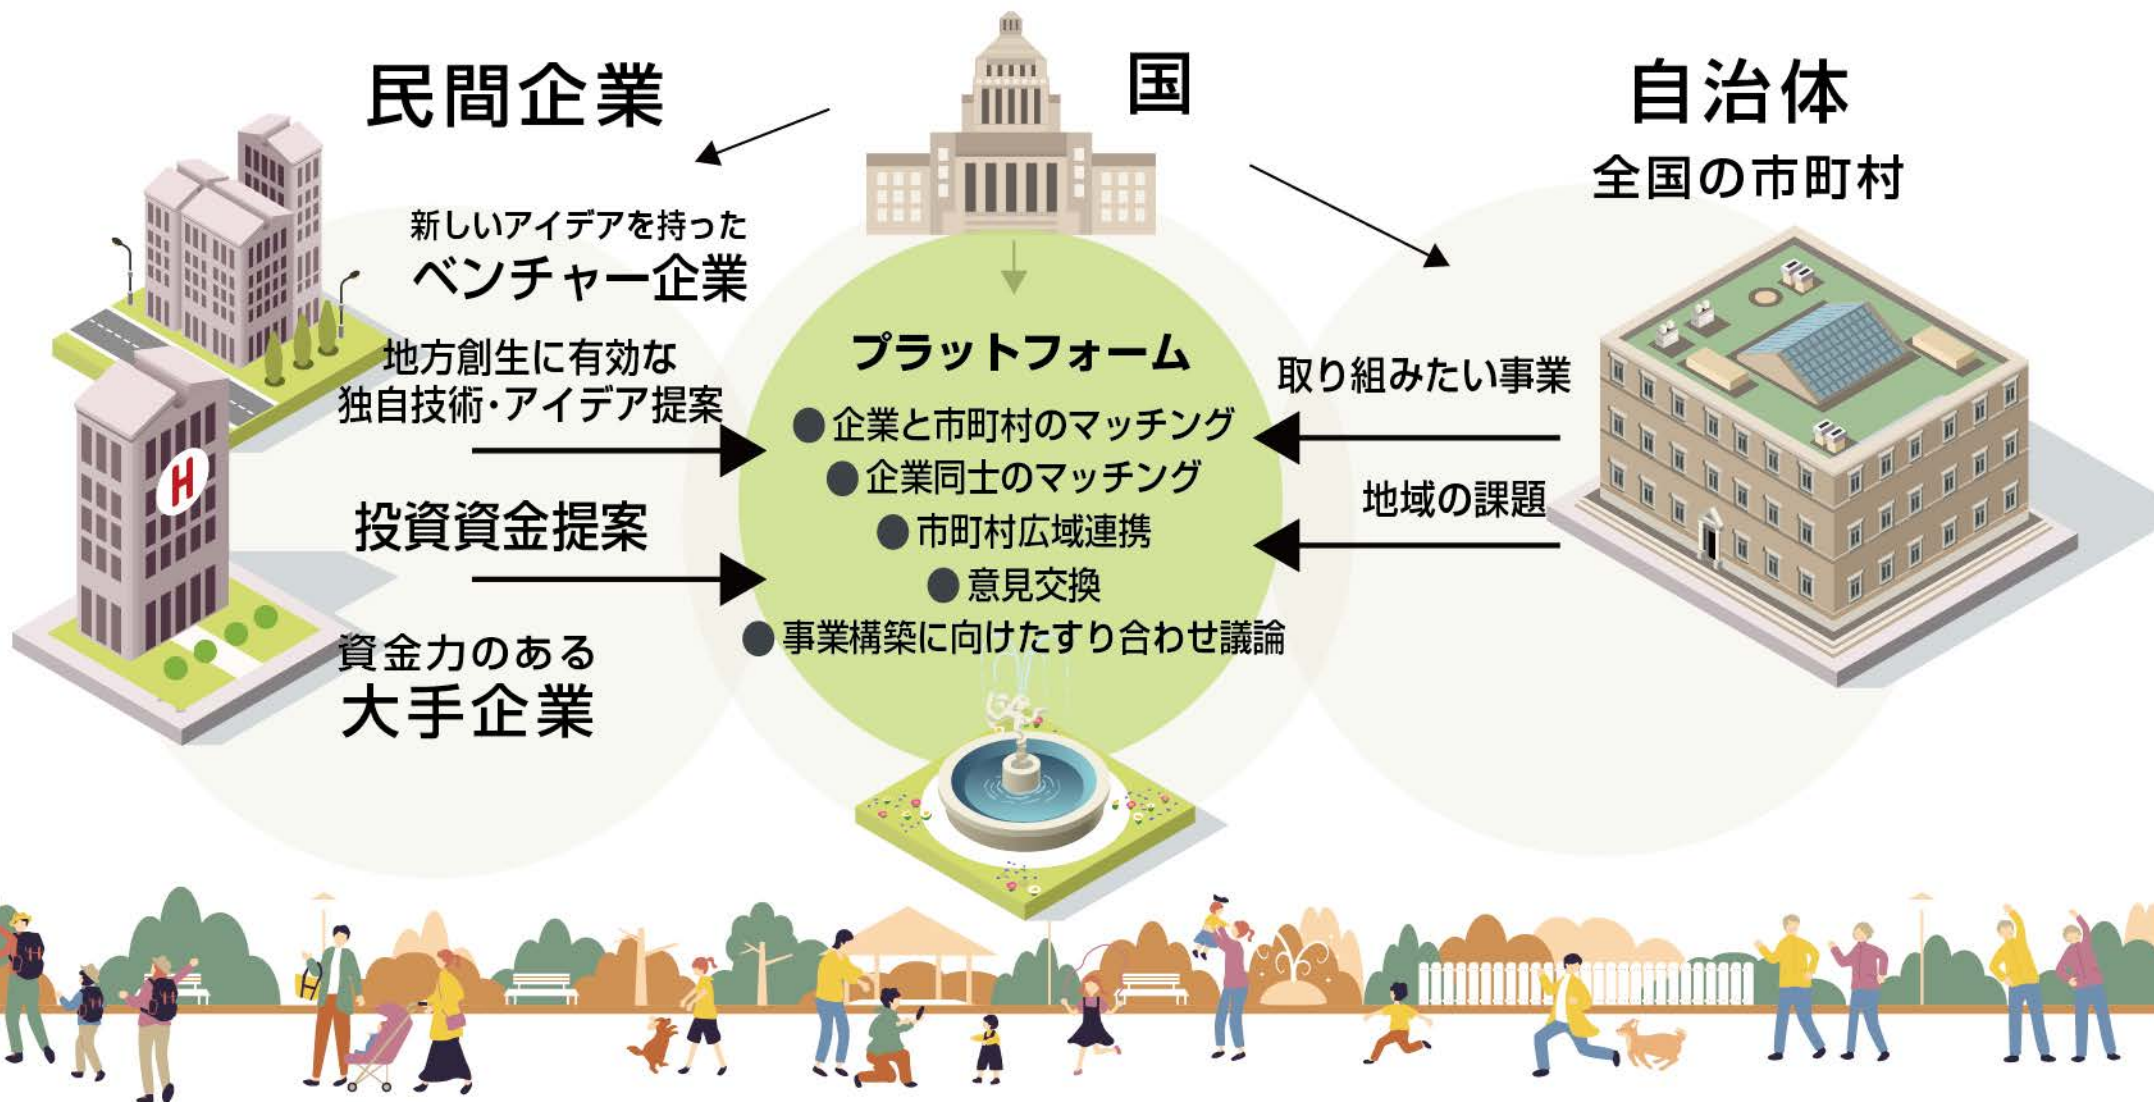 民間企業
国
自治体
全国の市町村
新しいアイデアを持った
ベンチャー企業
地方創生に有効な
独自技術・アイデア提案
投資資金提案
資金力のある
大手企業
H
プラットフォーム
●企業と市町村のマッチング
●企業同士のマッチング
●市町村広域連携
●意見交換
●事業構築に向けたすり合わせ議論
取り組みたい事業
地域の課題